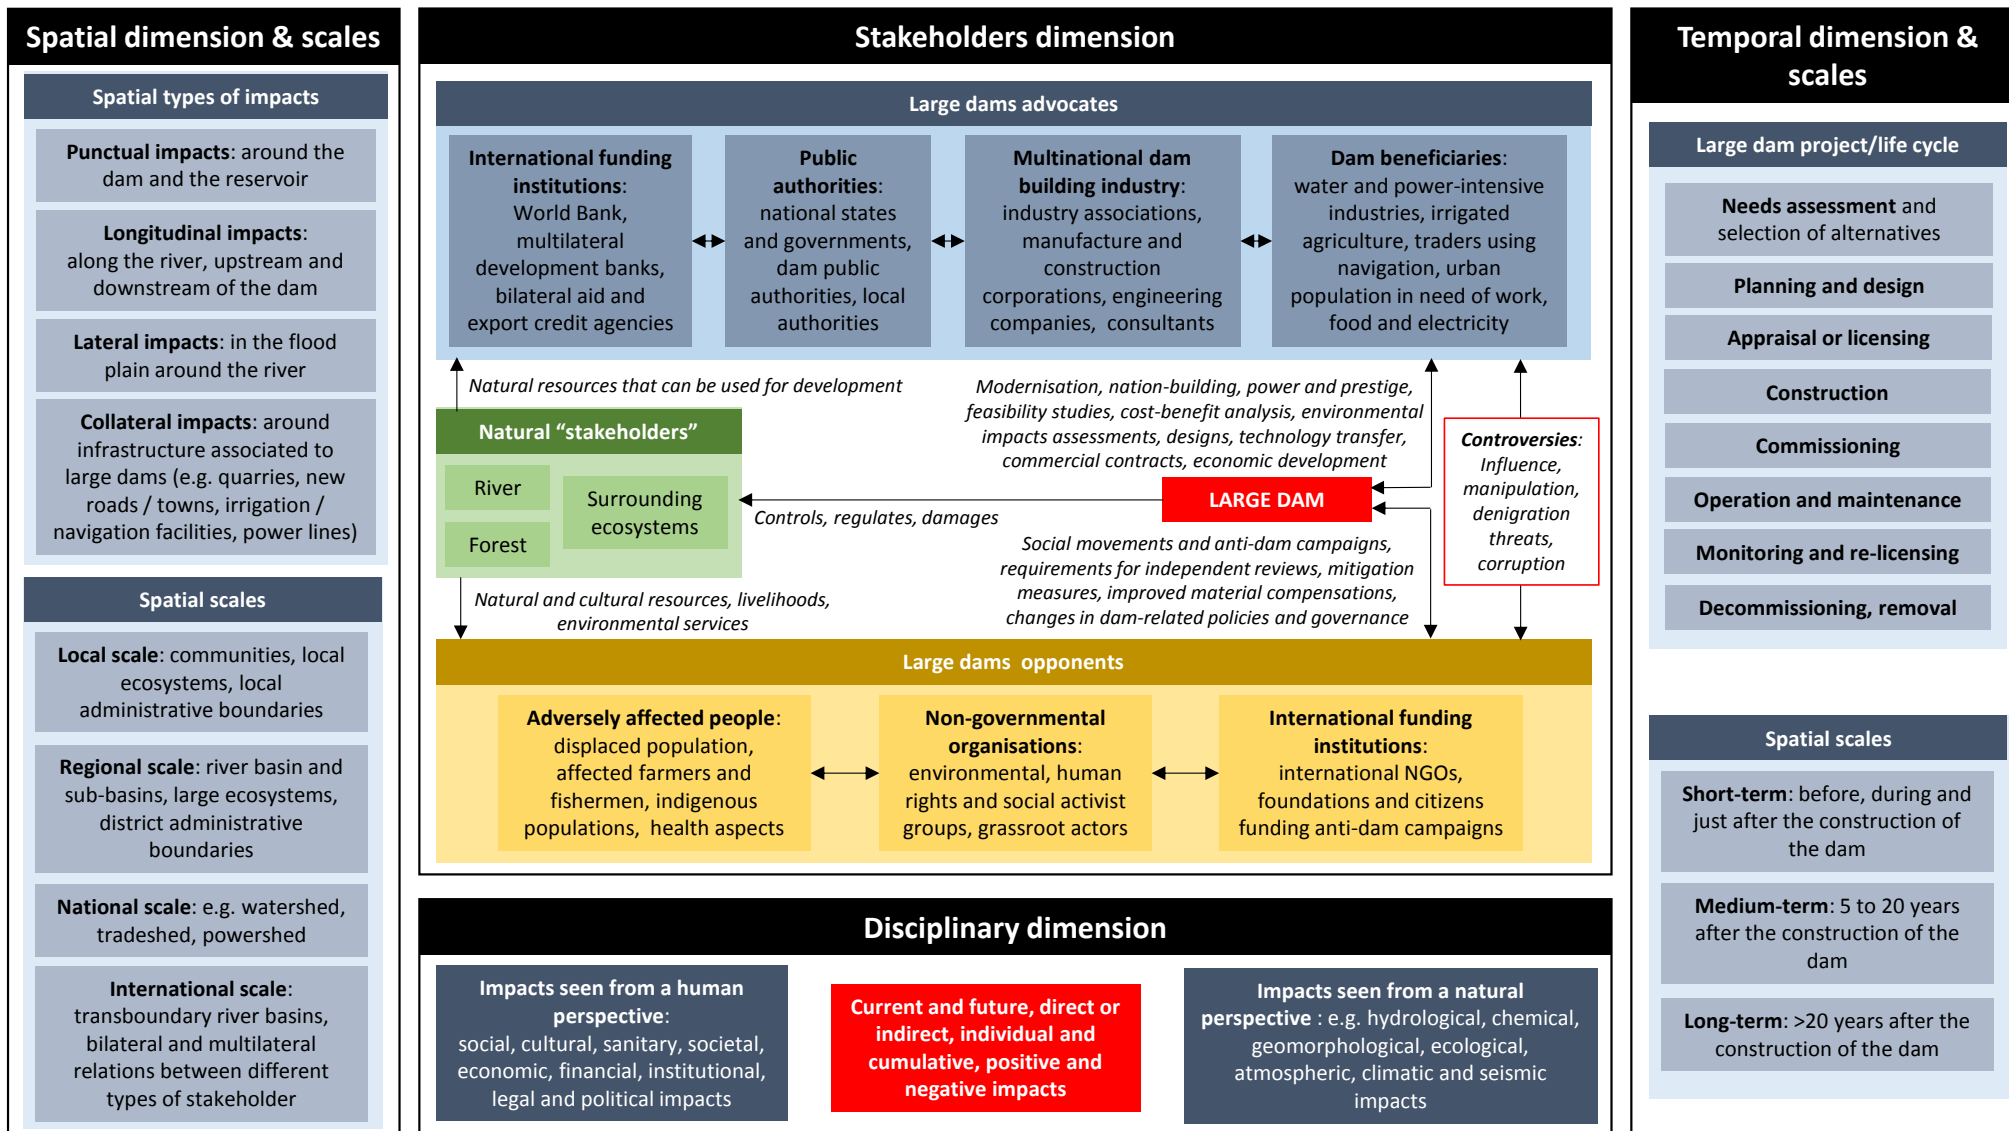 Spatial dimension & scales
Spatial types of impacts
Punctual impacts: around the
dam and the reservoir
Longitudinal impacts:
along the river, upstream and
downstream of the dam
Lateral impacts: in the flood
plain around the river
Collateral impacts: around
infrastructure associated to
large dams (e.g. quarries, new
roads / towns, irrigation /
navigation facilities, power lines)
Spatial scales
Local scale: communities, local
ecosystems, local
administrative boundaries
Regional scale: river basin and
sub-basins, large ecosystems,
district administrative
boundaries
National scale: e.g. watershed,
tradeshed, powershed
International scale:
transboundary river basins,
bilateral and multilateral
relations between different
types of stakeholder
Stakeholders dimension
Large dams advocates
International funding
institutions:
World Bank,
multilateral
development banks,
bilateral aid and
export credit agencies
Public
authorities:
national states
and governments,
dam public
authorities, local
authorities
Multinational dam
building industry:
industry associations,
manufacture and
construction
corporations, engineering
companies, consultants
Dam beneficiaries:
water and power-intensive
industries, irrigated
agriculture, traders using
navigation, urban
population in need of work,
food and electricity
Natural resources that can be used for development
Modernisation, nation-building, power and prestige,
feasibility studies, cost-benefit analysis, environmental
impacts assessments, designs, technology transfer,
commercial contracts, economic development
Natural “stakeholders”
River
Forest
Surrounding
ecosystems
Controls, regulates, damages
LARGE DAM
Controversies:
Influence,
manipulation,
denigration
threats,
corruption
Social movements and anti-dam campaigns,
requirements for independent reviews, mitigation
measures, improved material compensations,
changes in dam-related policies and governance
Natural and cultural resources, livelihoods,
environmental services
Large dams opponents
Adversely affected people:
displaced population,
affected farmers and
fishermen, indigenous
populations, health aspects
Non-governmental
organisations:
environmental, human
rights and social activist
groups, grassroot actors
International funding
institutions:
international NGOs,
foundations and citizens
funding anti-dam campaigns
Disciplinary dimension
Impacts seen from a human
perspective:
social, cultural, sanitary, societal,
economic, financial, institutional,
legal and political impacts
Current and future, direct or
indirect, individual and
cumulative, positive and
negative impacts
Impacts seen from a natural
perspective : e.g. hydrological, chemical,
geomorphological, ecological,
atmospheric, climatic and seismic
impacts
Temporal dimension &
scales
Large dam project/life cycle
Needs assessment and
selection of alternatives
Planning and design
Appraisal or licensing
Construction
Commissioning
Operation and maintenance
Monitoring and re-licensing
Decommissioning, removal
Spatial scales
Short-term: before, during and
just after the construction of
the dam
Medium-term: 5 to 20 years
after the construction of the
dam
Long-term: >20 years after the
construction of the dam